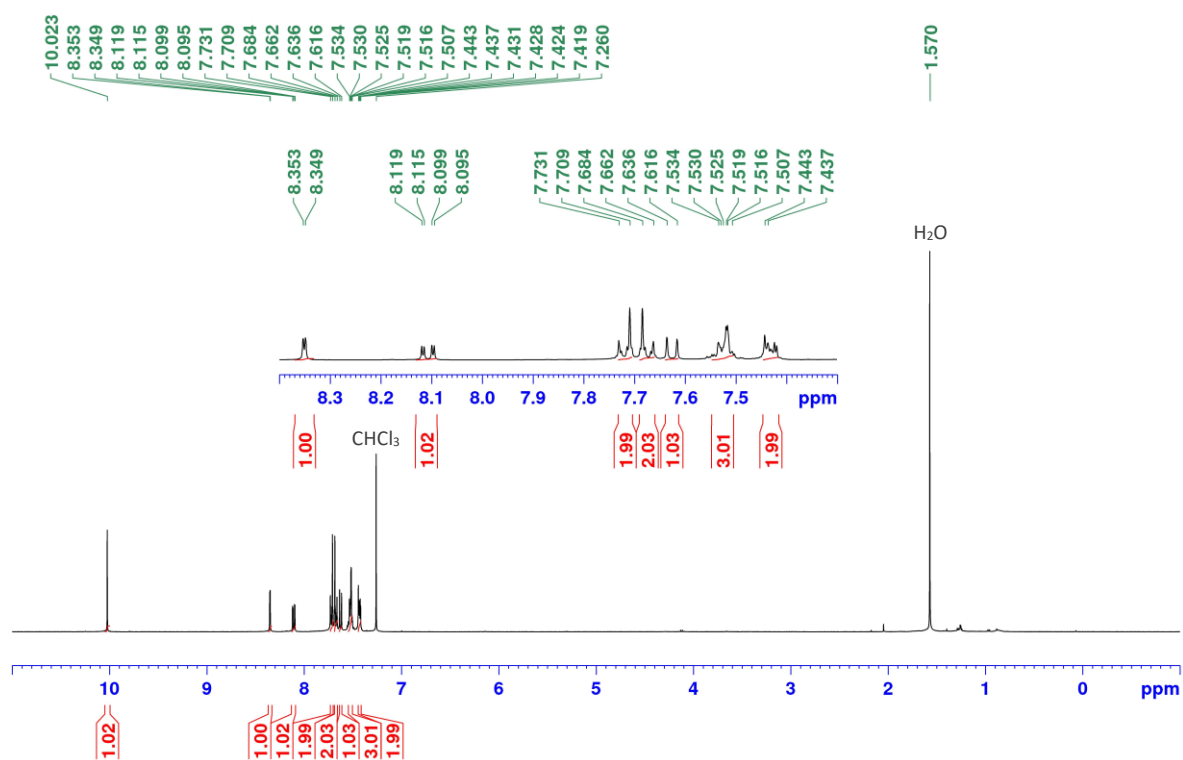 10.023 8.353 8.349 8.119 8.115 8.099 8.095 7.731 7.709 7.684 7.662 7.636 7.616 7.534 7.530 7.525 7.519 7.516 7.507 7.443 7.437 7.431 7.428 7.424 7.419 7.260 1.570
8.353 8.349 8.119 8.115 8.099 8.095 7.731 7.709 7.684 7.662 7.636 7.616 7.534 7.530 7.525 7.519 7.516 7.507 7.443 7.437
H₂O
8.3 8.2 8.1 8.0 7.9 7.8 7.7 7.6 7.5 ppm
CHCl₃
1.00 1.02 1.99 2.03 1.03 3.01 1.99
10 9 8 7 6 5 4 3 2 1 0 ppm
1.02 1.00 1.02 1.99 2.03 1.03 3.01 1.99